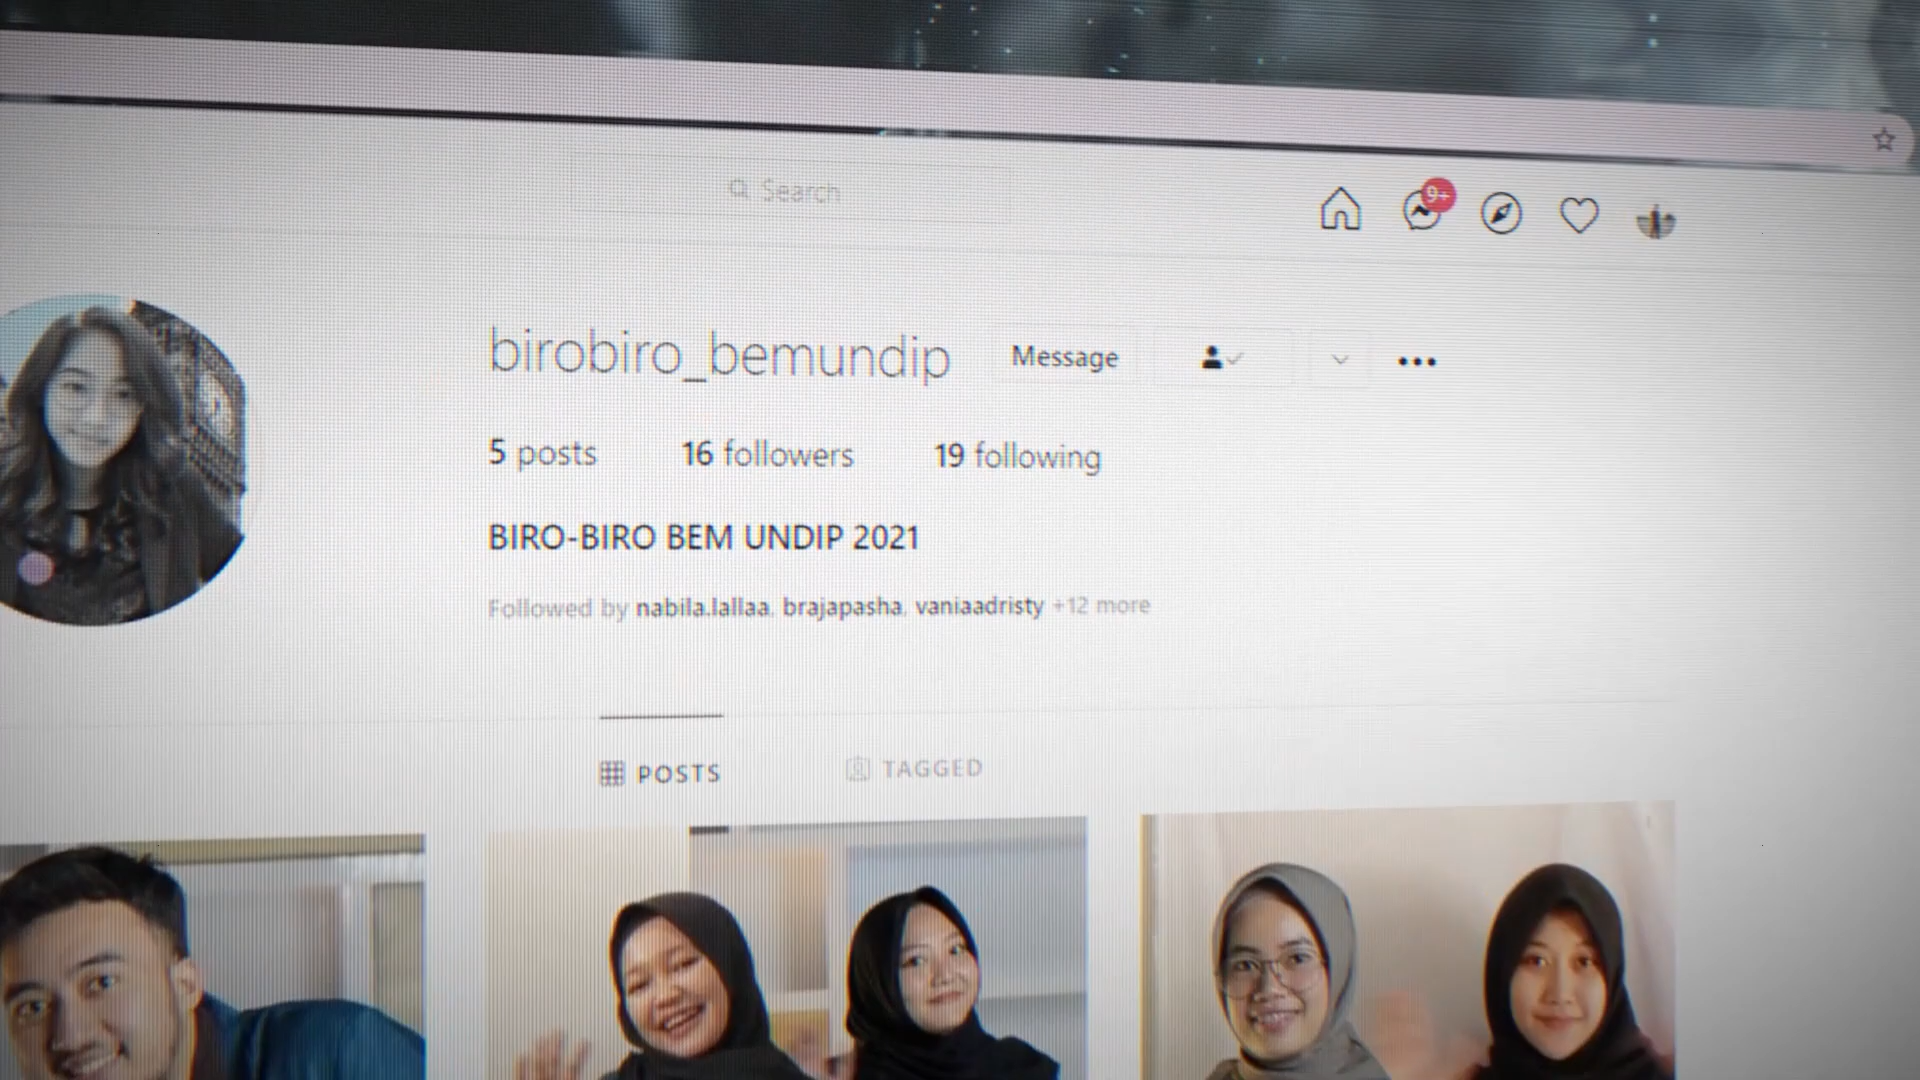 Search
9+
birobiro_bemundip
Message
5 posts 16 followers 19 following
BIRO-BIRO BEM UNDIP 2021
Followed by nabila.lallaa, brajapasha, vaniaadristy +12 more
POSTS TAGGED